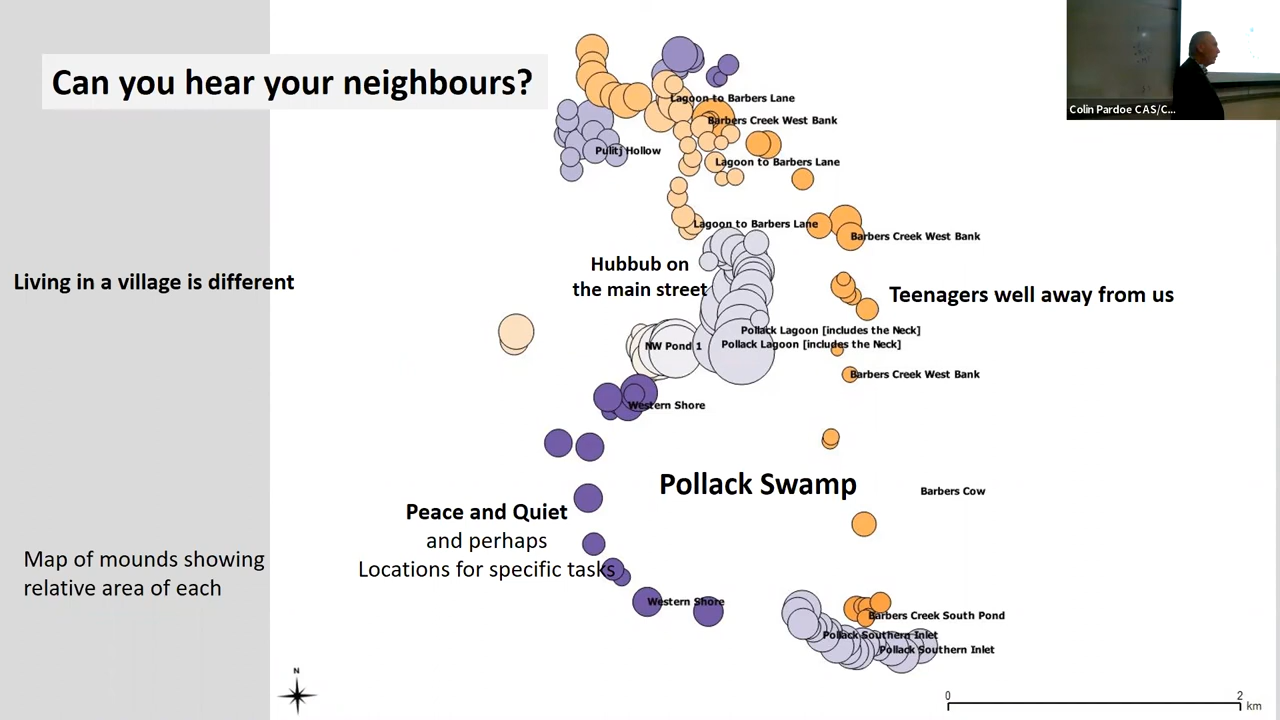 Can you hear your neighbours?
Colin Pardoe CAS/C...
Lagoon to Barbers Lane
Barbers Creek West Bank
Pulitj Hollow
Lagoon to Barbers Lane
Lagoon to Barbers Lane
Barbers Creek West Bank
Hubbub on
the main street
Living in a village is different
Teenagers well away from us
Pollack Lagoon [includes the Neck]
NW Pond 1
Pollack Lagoon [includes the Neck]
Barbers Creek West Bank
Western Shore
Pollack Swamp
Barbers Cow
Peace and Quiet
and perhaps
Locations for specific tasks
Map of mounds showing
relative area of each
Western Shore
Barbers Creek South Pond
Pollack Southern Inlet
Pollack Southern Inlet
N
0
2
km